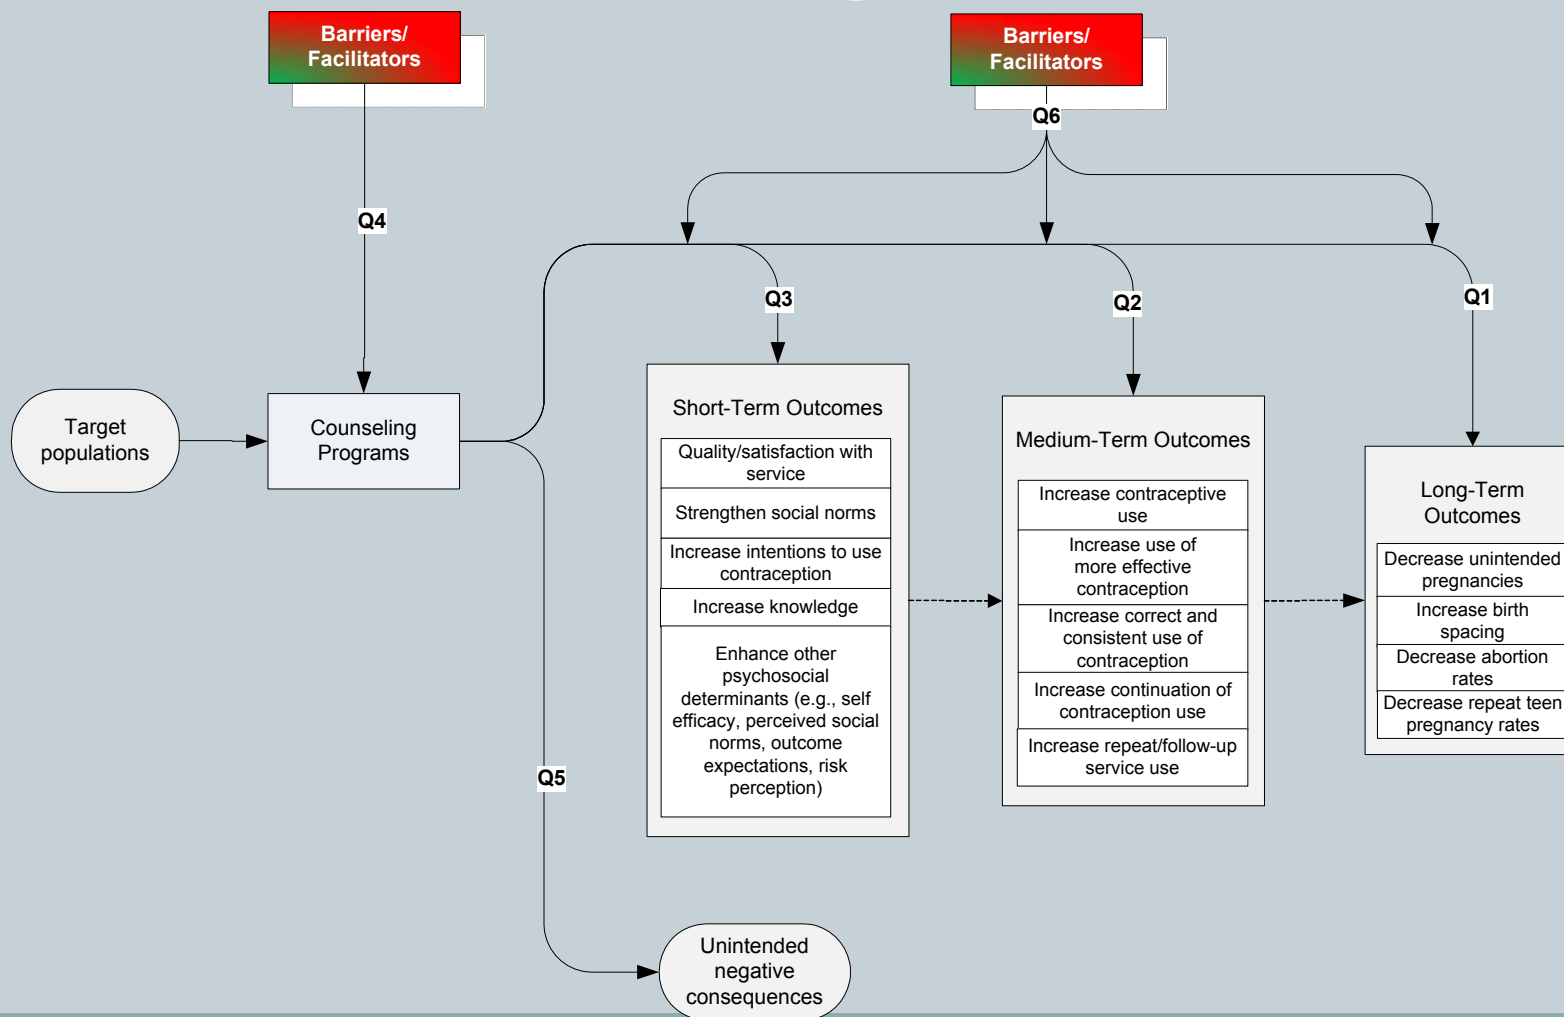 Barriers/
Facilitators
Barriers/
Facilitators
Q6
Q4
Q3
Q2
Q1
Target
populations
Counseling
Programs
Short-Term Outcomes
Quality/satisfaction with
service
Strengthen social norms
Increase intentions to use
contraception
Increase knowledge
Enhance other
psychosocial
determinants (e.g., self
efficacy, perceived social
norms, outcome
expectations, risk
perception)
Medium-Term Outcomes
Increase contraceptive
use
Increase use of
more effective
contraception
Increase correct and
consistent use of
contraception
Increase continuation of
contraception use
Increase repeat/follow-up
service use
Long-Term
Outcomes
Decrease unintended
pregnancies
Increase birth
spacing
Decrease abortion
rates
Decrease repeat teen
pregnancy rates
Q5
Unintended
negative
consequences